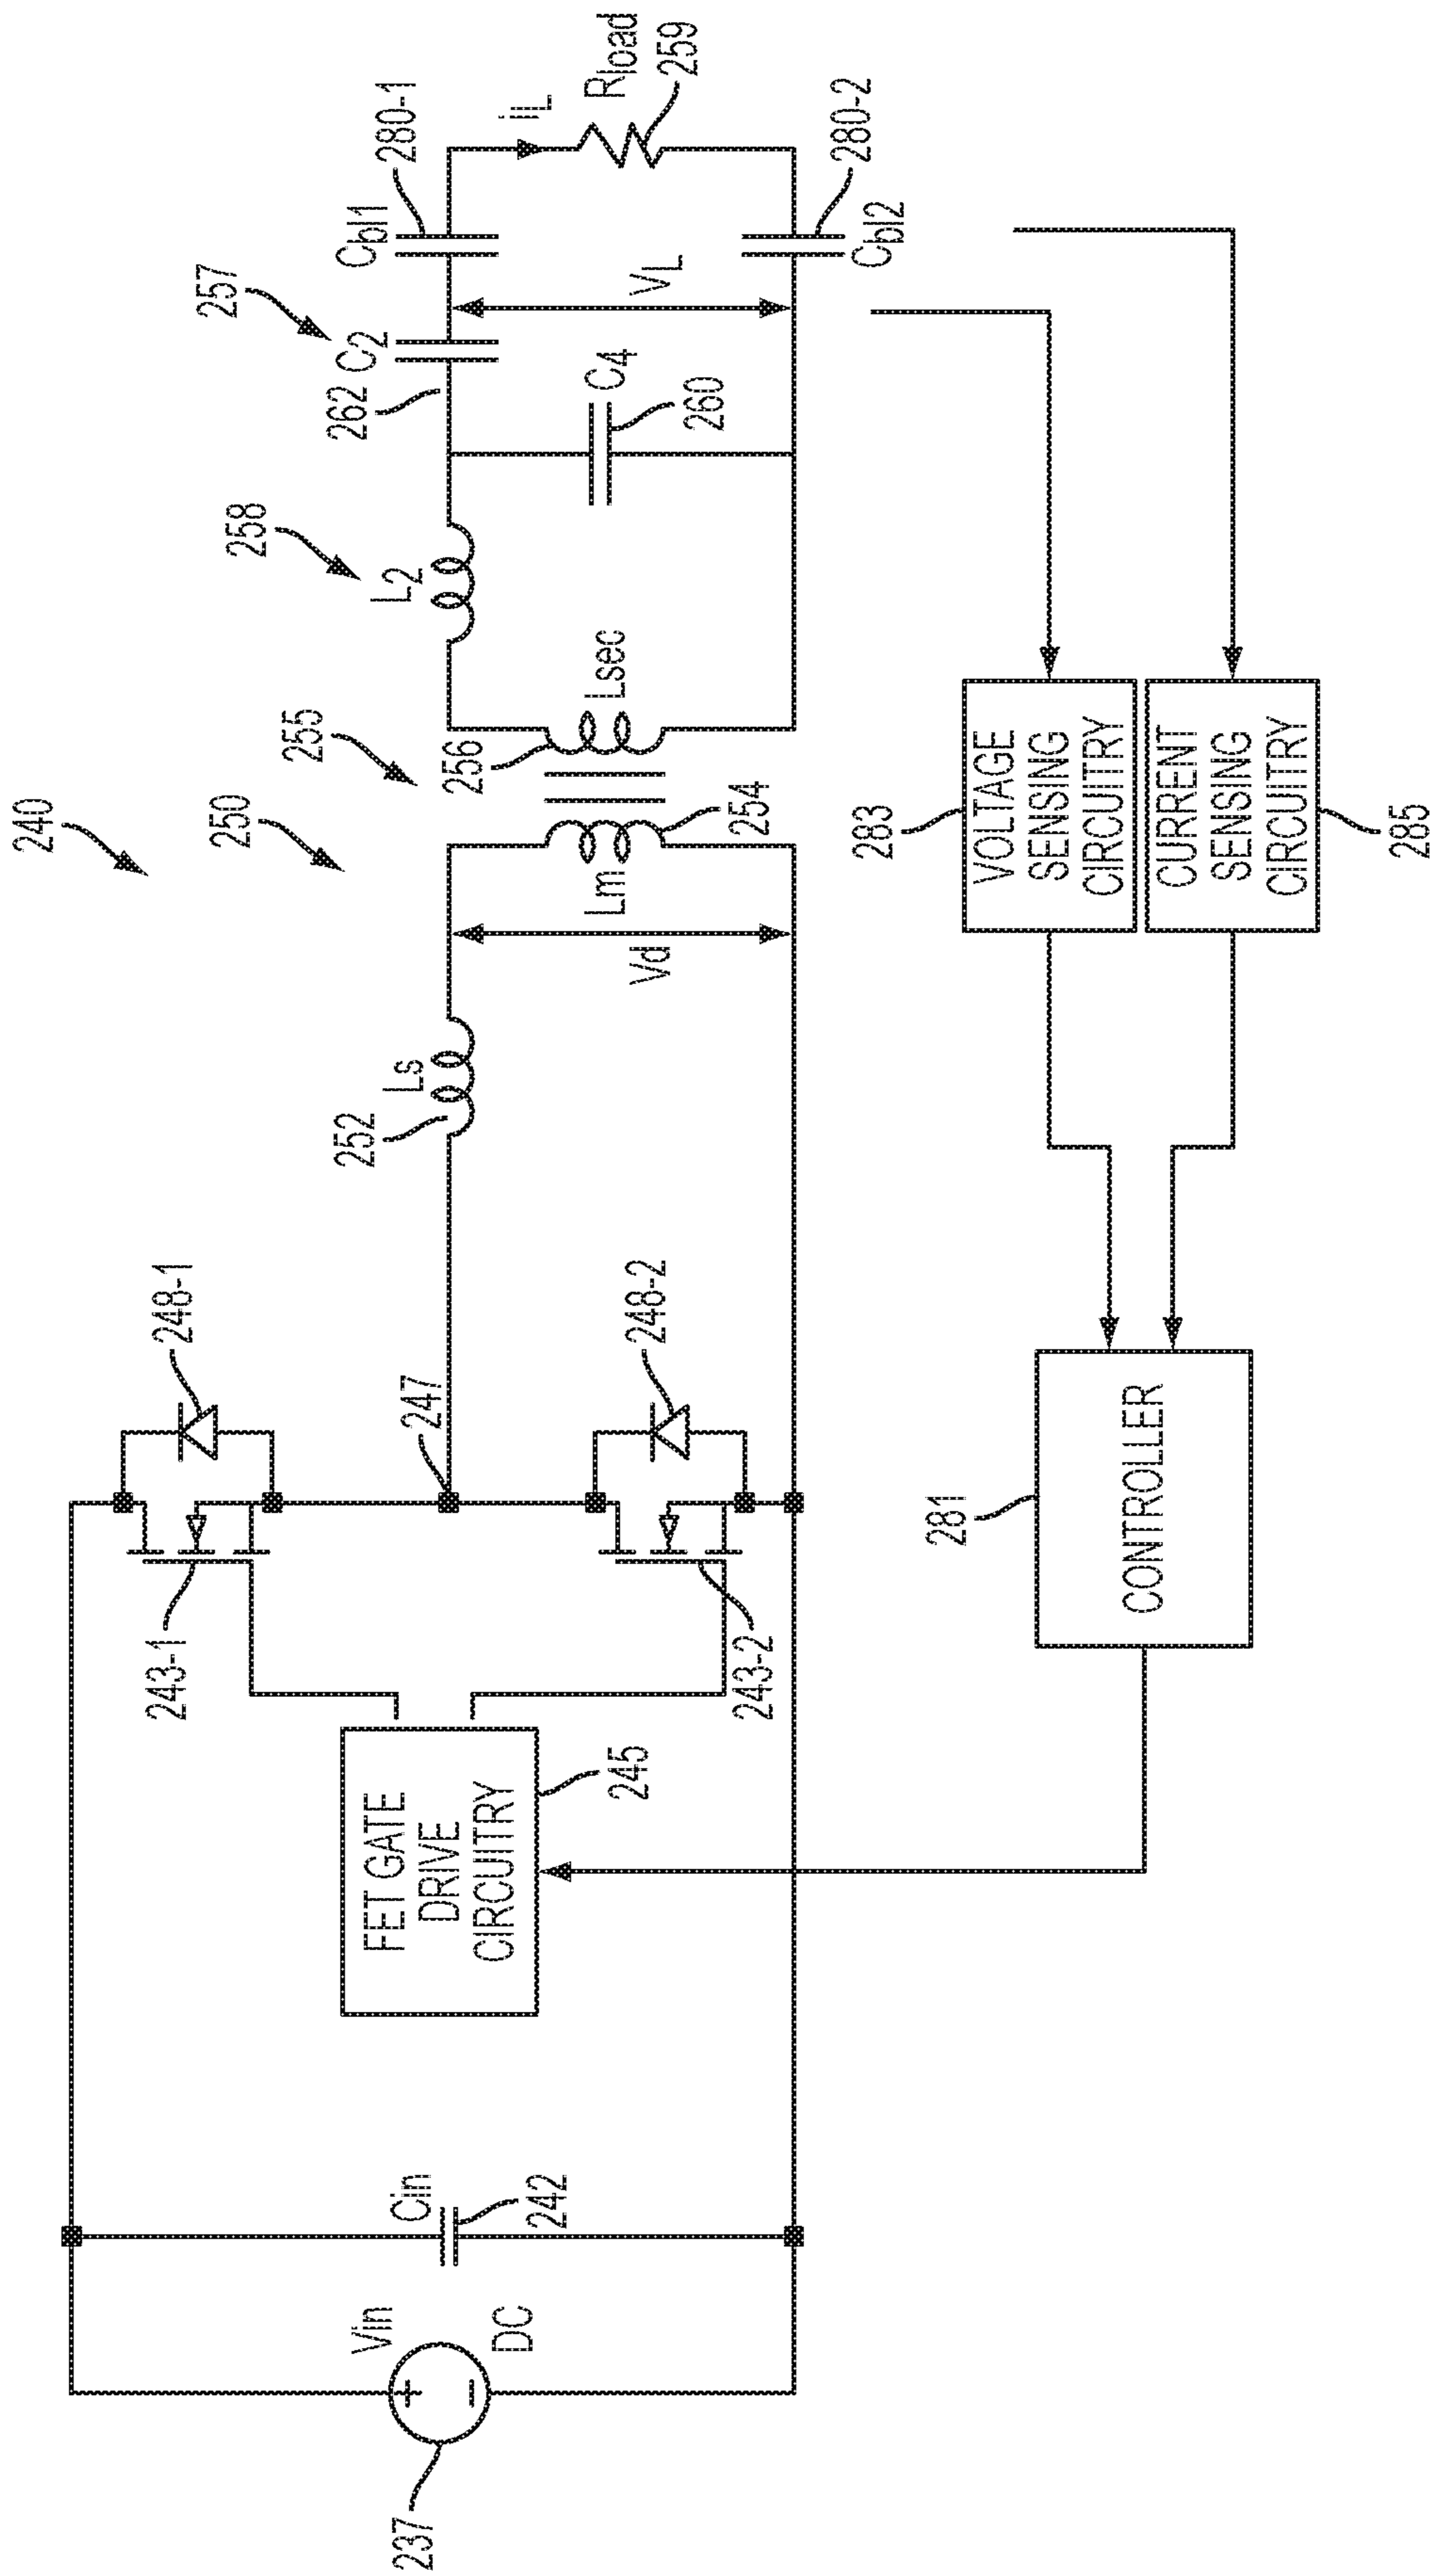 240
250
255
258
257
237
Vin
DC
Cin
242
FET GATE
DRIVE
CIRCUITRY
245
243-1
243-2
248-1
248-2
247
252
Ls
Vd
Lm
254
256
Lsec
L2
262
C2
C4
260
VL
Cbl1
280-1
Cbl2
280-2
iL
Rload
259
281
CONTROLLER
283
VOLTAGE
SENSING
CIRCUITRY
CURRENT
SENSING
CIRCUITRY
285